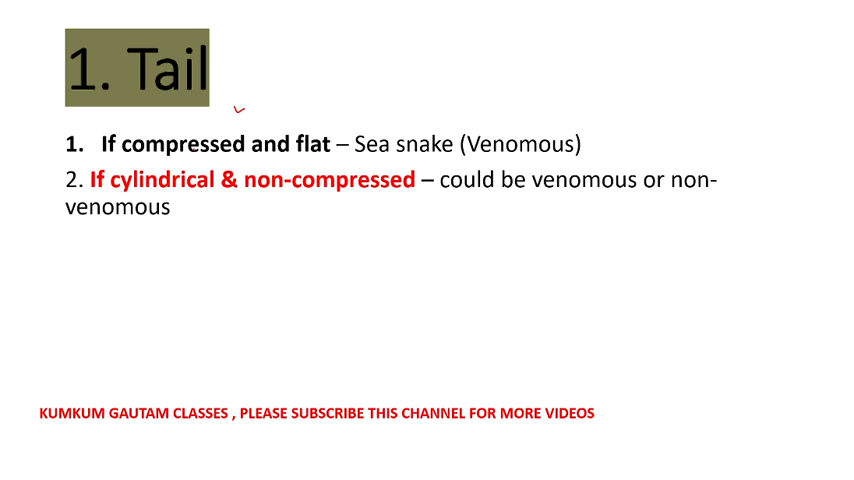 1. Tail
1. If compressed and flat – Sea snake (Venomous)
2. If cylindrical & non-compressed – could be venomous or non-
venomous
KUMKUM GAUTAM CLASSES , PLEASE SUBSCRIBE THIS CHANNEL FOR MORE VIDEOS